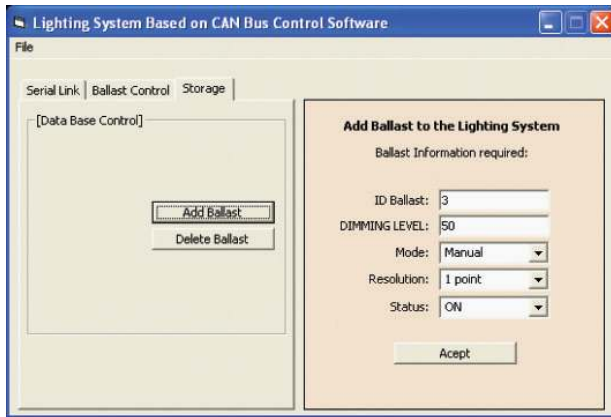 Lighting System Based on CAN Bus Control Software
File
Serial Link
Ballast Control
Storage
[Data Base Control]
Add Ballast
Delete Ballast
Add Ballast to the Lighting System
Ballast Information required:
ID Ballast: 3
DIMMING LEVEL: 50
Mode: Manual
Resolution: 1 point
Status: ON
Acept